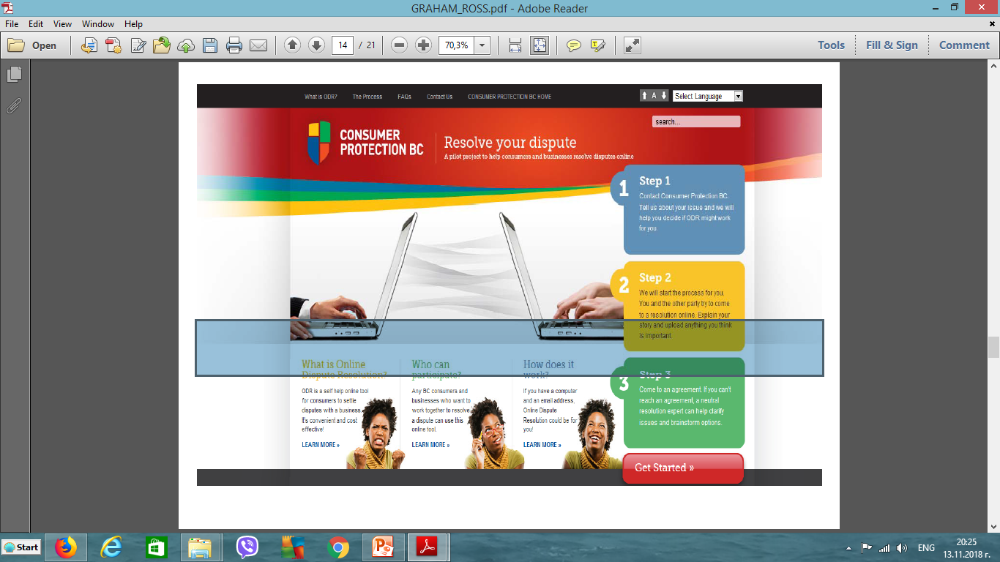 GRAHAM_ROSS.pdf - Adobe Reader
File Edit View Window Help
Open 14 / 21 70,3% Tools Fill & Sign Comment
What is ODR? The Process FAQs Contact Us CONSUMER PROTECTION BC HOME A Select Language
search...
CONSUMER
PROTECTION BC
Resolve your dispute
A pilot project to help consumers and businesses resolve disputes online
1
Step 1
Contact Consumer Protection BC.
Tell us about your issue and we will
help you decide if ODR might work
for you.
2
Step 2
We will start the process for you.
You and the other party try to come
to a resolution online. Explain your
story and upload anything you think
is important.
3
Step 3
Come to an agreement. If you can't
reach an agreement, a neutral
resolution expert can help clarify
issues and brainstorm options.
Get Started »
What is Online
Dispute Resolution?
ODR is a self help online tool
for consumers to settle
disputes with a business.
It's convenient and cost
effective!
LEARN MORE »
Who can
participate?
Any BC consumers and
businesses who want to
work together to resolve
a dispute can use this
online tool.
LEARN MORE »
How does it
work?
If you have a computer
and an email address,
Online Dispute
Resolution could be for
you!
LEARN MORE »
Start
ENG
20:25
13.11.2018 г.